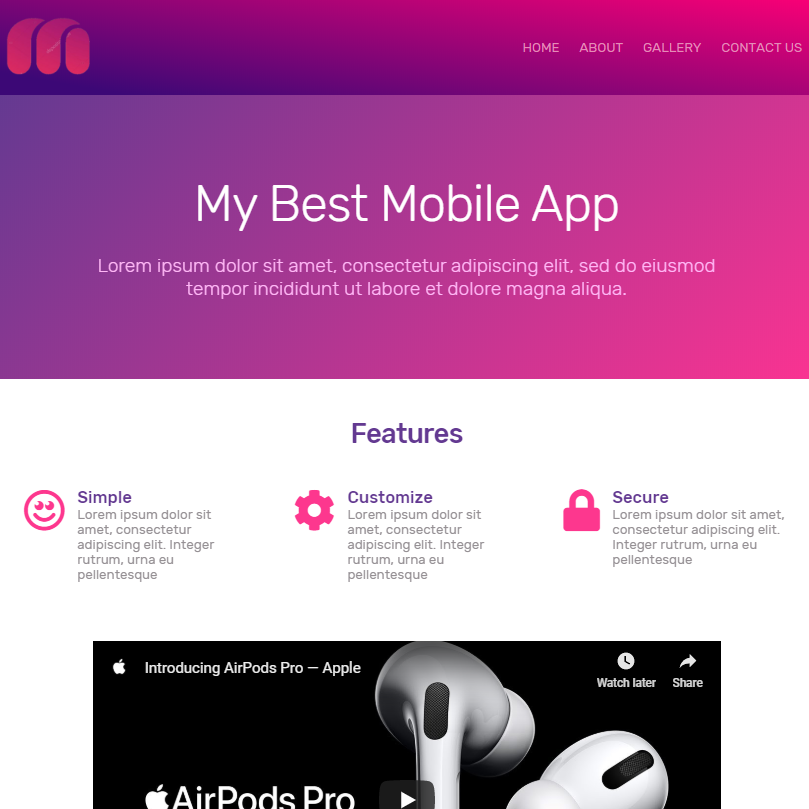 HOME ABOUT GALLERY CONTACT US
My Best Mobile App
Lorem ipsum dolor sit amet, consectetur adipiscing elit, sed do eiusmod
tempor incididunt ut labore et dolore magna aliqua.
Features
Simple
Lorem ipsum dolor sit
amet, consectetur
adipiscing elit. Integer
rutrum, urna eu
pellentesque
Customize
Lorem ipsum dolor sit
amet, consectetur
adipiscing elit. Integer
rutrum, urna eu
pellentesque
Secure
Lorem ipsum dolor sit amet,
consectetur adipiscing elit.
Integer rutrum, urna eu
pellentesque
Introducing AirPods Pro — Apple
Watch later Share
AirPods Pro